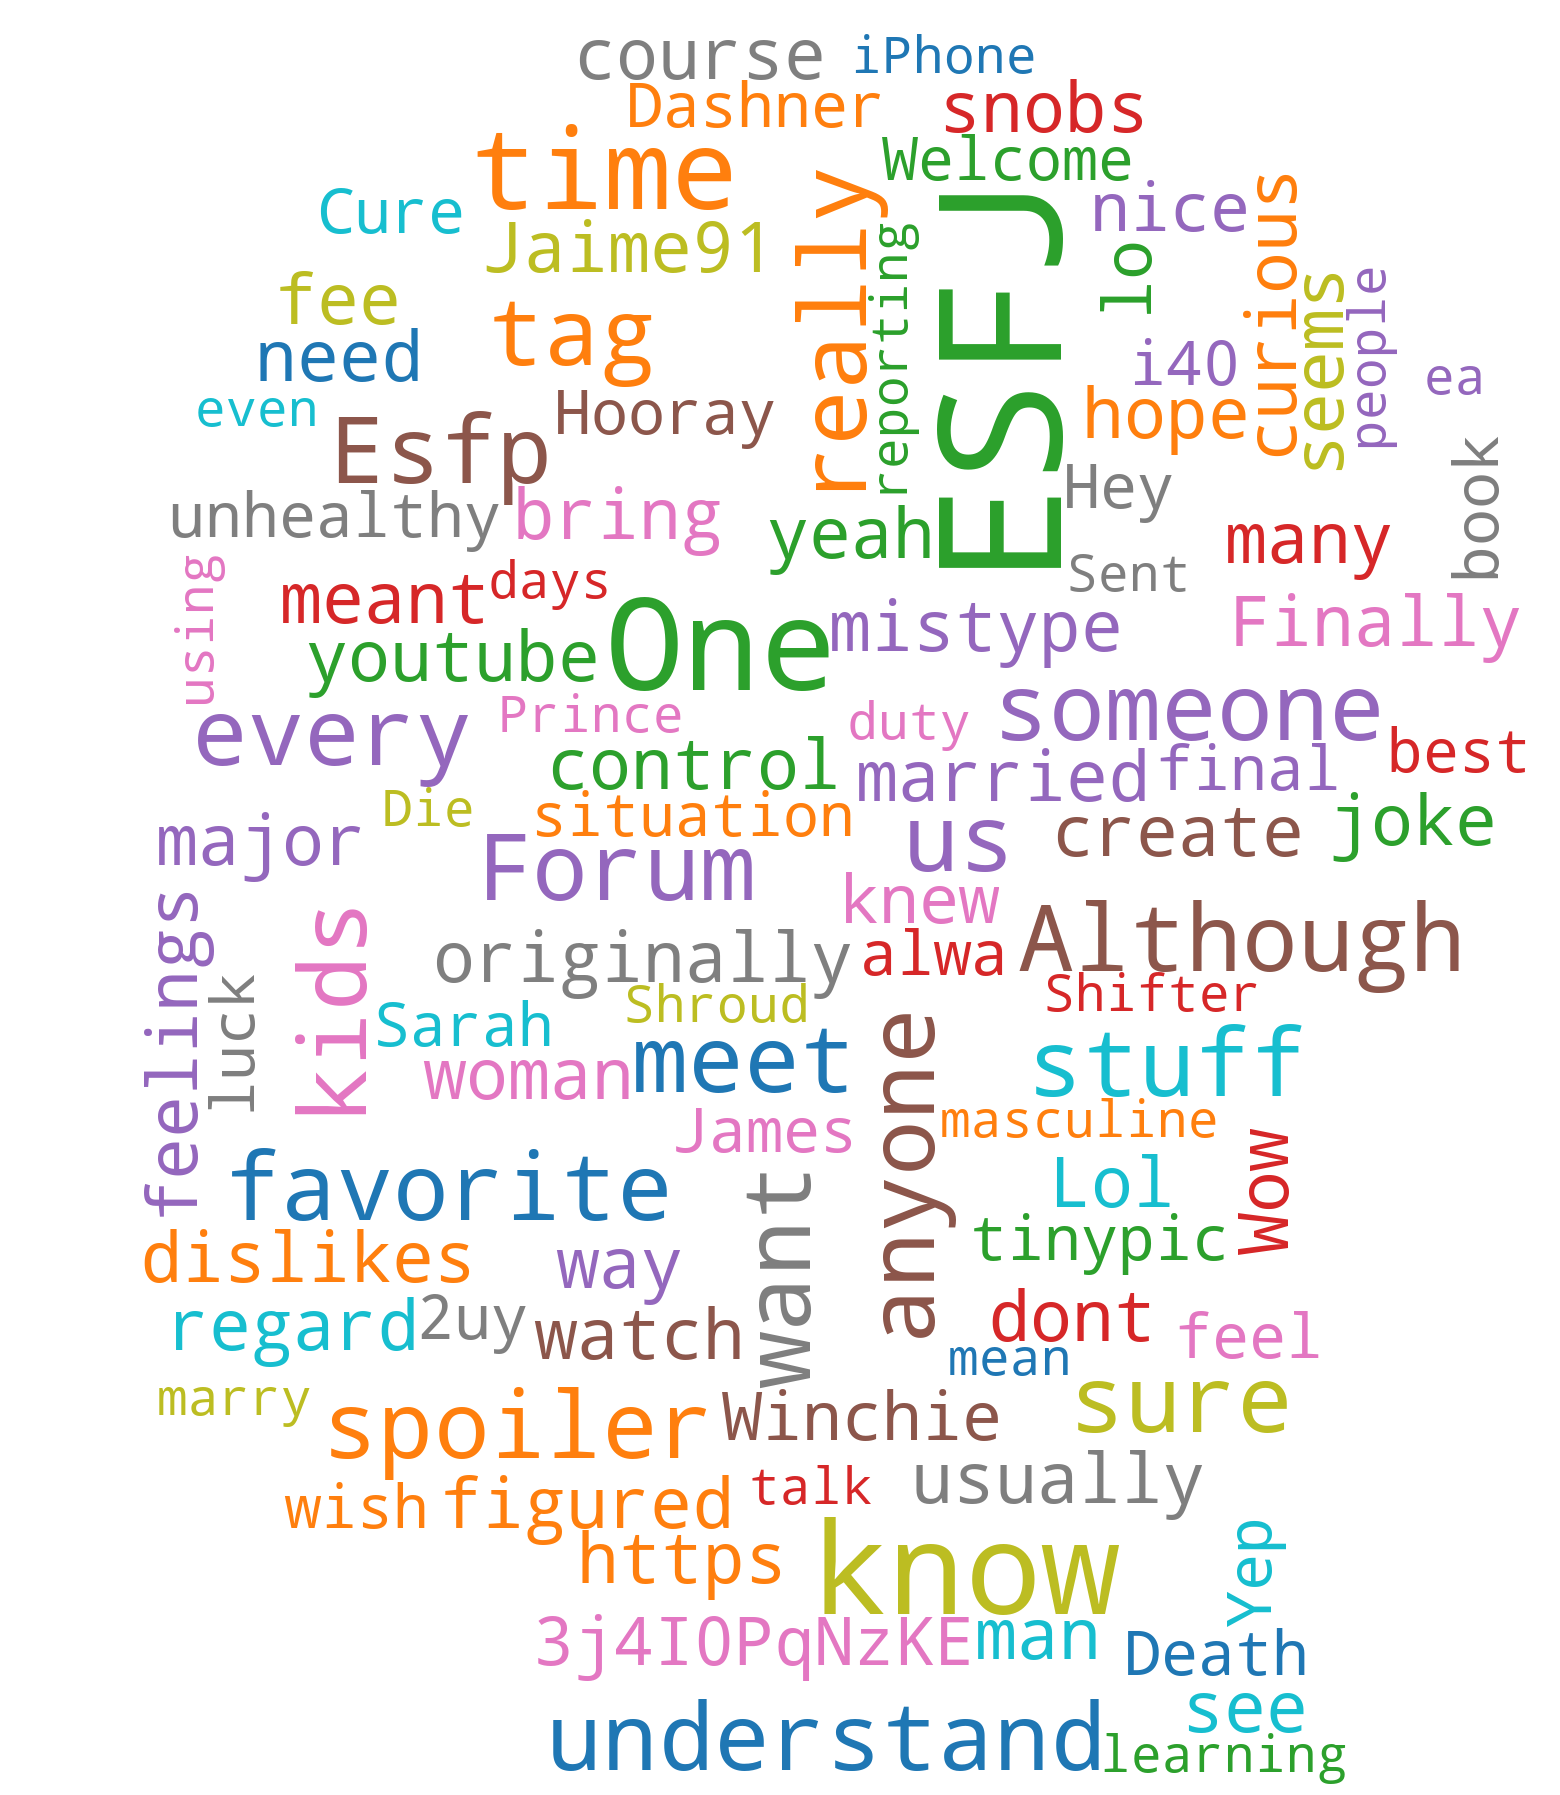 course iPhone
Dashner snobs
time Welcome
Cure Jaime91 really reporting ESFJ nice lo curious
fee tag seems people
need i40 ea
even Esfp Hooray hope
unhealthy bring yeah Hey many book
using meant days Sent
youtube One mistype Finally
every Prince duty someone
control married final best
major Die situation us create joke
Forum knew
feelings kids originally alwa Although
luck Sarah Shroud Shifter
woman meet anyone stuff
James masculine
favorite want Lol Wow
dislikes way tinypic
regard 2uy watch dont feel
marry mean
spoiler Winchie sure
wish figured talk usually
https know Yep
3j4I0PqNzKE man Death
understand see
learning